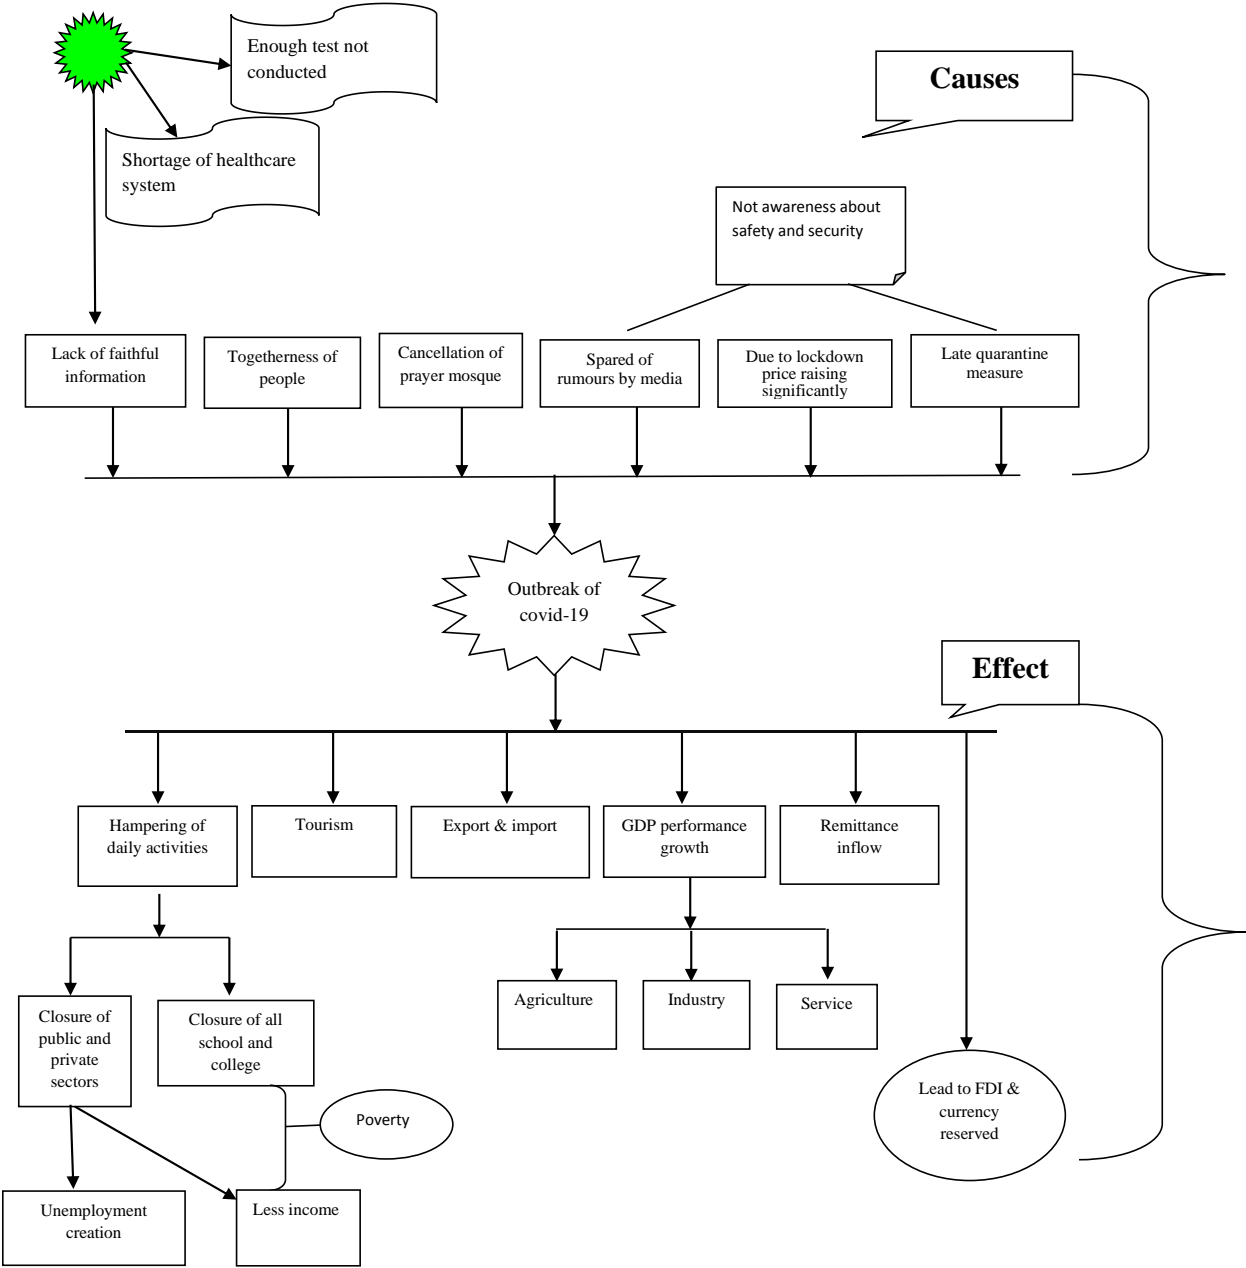 Enough test not
conducted
Causes
Shortage of healthcare
system
Not awareness about
safety and security
Lack of faithful
information
Togetherness of
people
Cancellation of
prayer mosque
Spared of
rumours by media
Due to lockdown
price raising
significantly
Late quarantine
measure
Outbreak of
covid-19
Effect
Hampering of
daily activities
Tourism
Export & import
GDP performance
growth
Remittance
inflow
Closure of
public and
private
sectors
Closure of all
school and
college
Agriculture
Industry
Service
Lead to FDI &
currency
reserved
Poverty
Unemployment
creation
Less income